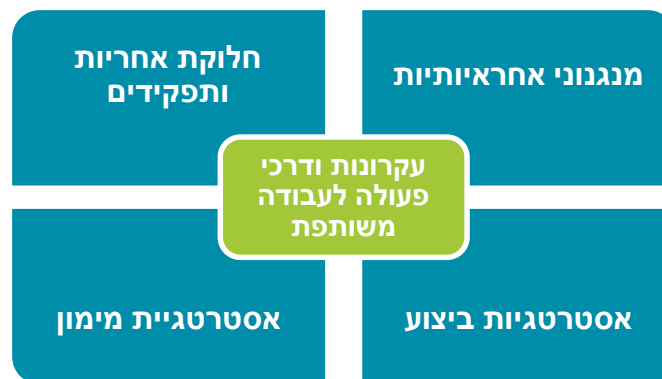 מנגנוני אחראיותיות
חלוקת אחריות
ותפקידים
עקרונות ודרכי
פעולה לעבודה
משותפת
אסטרטגיות ביצוע
אסטרטגיית מימון